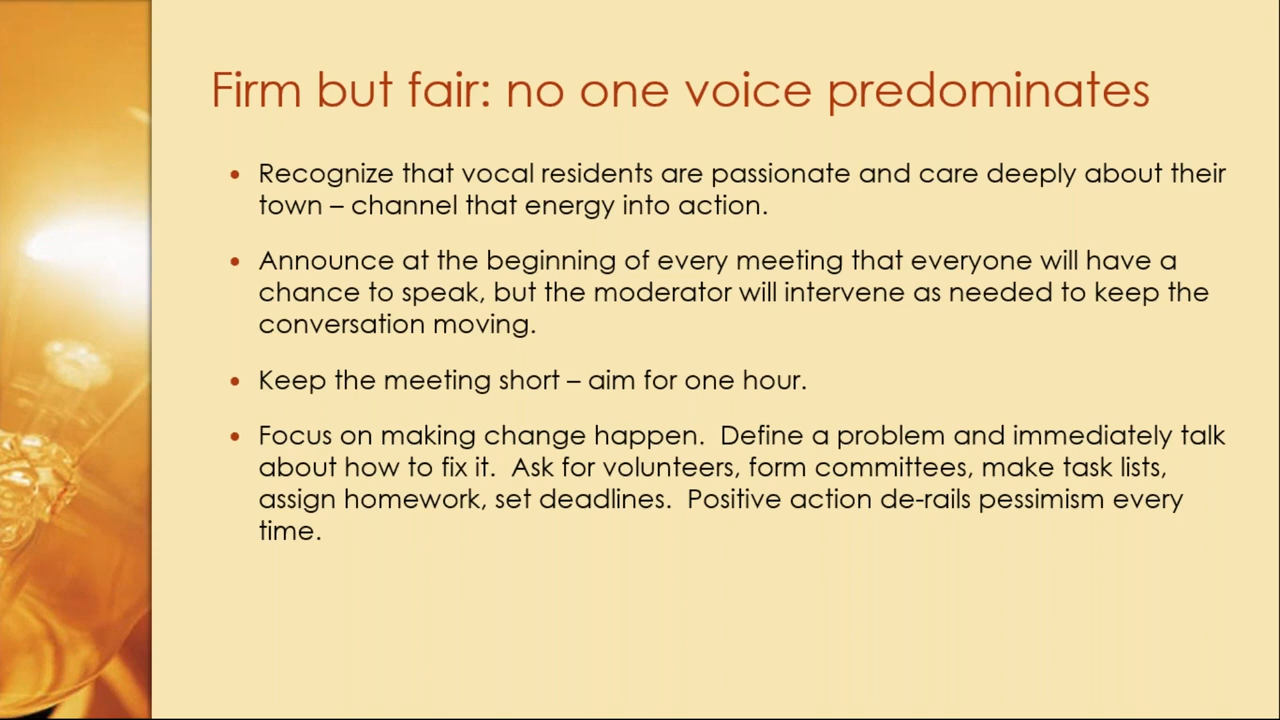 Firm but fair: no one voice predominates
• Recognize that vocal residents are passionate and care deeply about their
town – channel that energy into action.
• Announce at the beginning of every meeting that everyone will have a
chance to speak, but the moderator will intervene as needed to keep the
conversation moving.
• Keep the meeting short – aim for one hour.
• Focus on making change happen.  Define a problem and immediately talk
about how to fix it.  Ask for volunteers, form committees, make task lists,
assign homework, set deadlines.  Positive action de-rails pessimism every
time.